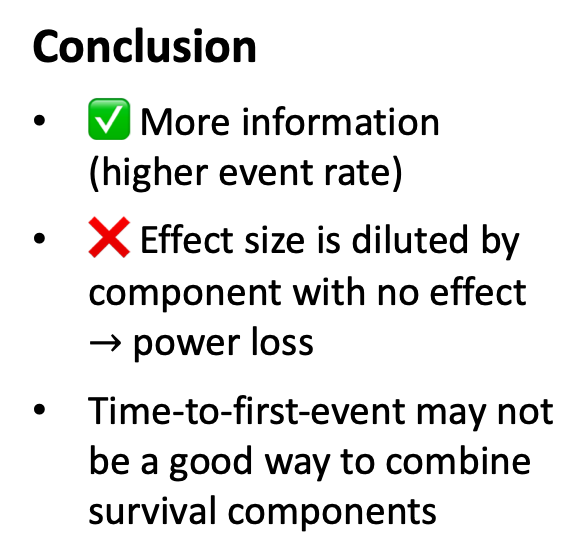 Conclusion
• ✅ More information
(higher event rate)
• ❌ Effect size is diluted by
component with no effect
→ power loss
• Time-to-first-event may not
be a good way to combine
survival components